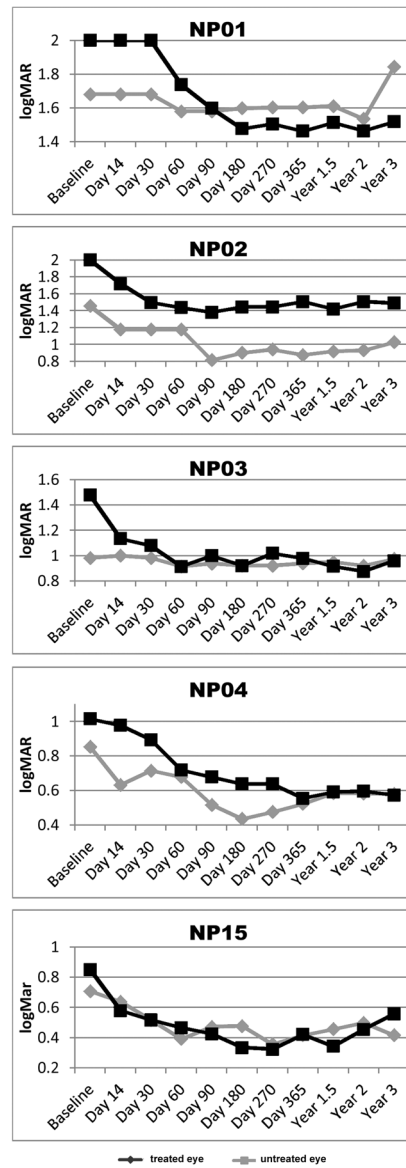 NP01
logMAR
2
1.8
1.6
1.4
Baseline
Day 14
Day 30
Day 60
Day 90
Day 180
Day 270
Day 365
Year 1.5
Year 2
Year 3
NP02
logMAR
2
1.8
1.6
1.4
1.2
1
0.8
Baseline
Day 14
Day 30
Day 60
Day 90
Day 180
Day 270
Day 365
Year 1.5
Year 2
Year 3
NP03
logMAR
1.6
1.4
1.2
1
0.8
Baseline
Day 14
Day 30
Day 60
Day 90
Day 180
Day 270
Day 365
Year 1.5
Year 2
Year 3
NP04
logMAR
1
0.8
0.6
0.4
Baseline
Day 14
Day 30
Day 60
Day 90
Day 180
Day 270
Day 365
Year 1.5
Year 2
Year 3
NP15
logMar
1
0.8
0.6
0.4
0.2
Baseline
Day 14
Day 30
Day 60
Day 90
Day 180
Day 270
Day 365
Year 1.5
Year 2
Year 3
treated eye untreated eye